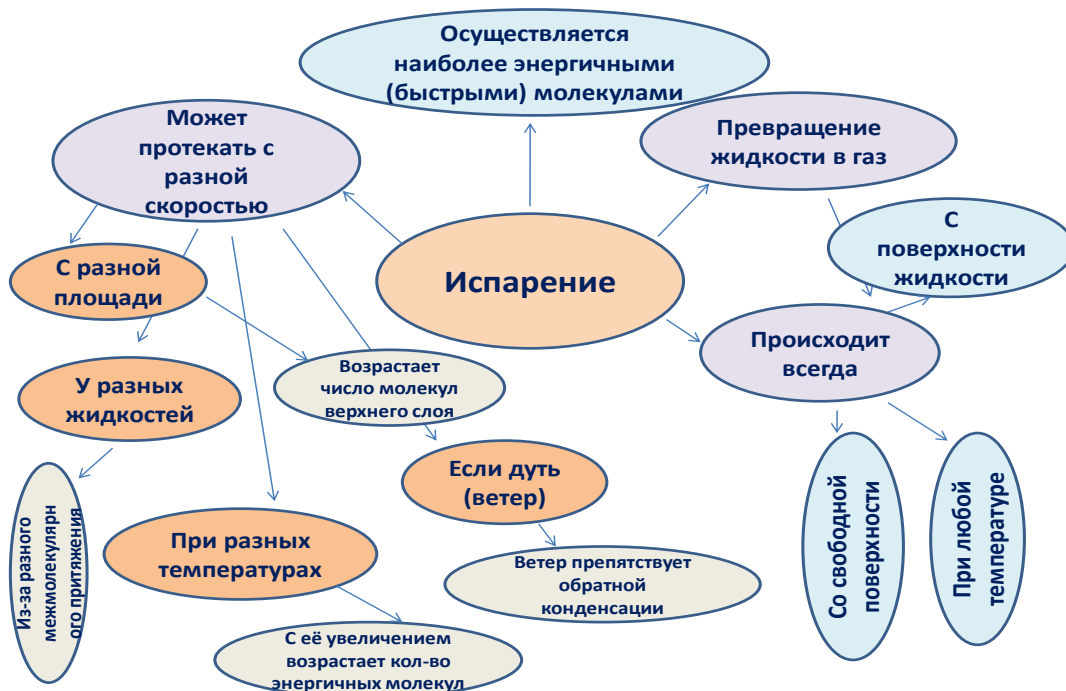 Осуществляется
наиболее энергичными
(быстрыми) молекулами
Может
протекать с
разной
скоростью
Превращение
жидкости в газ
С
поверхности
жидкости
Испарение
С разной
площади
Происходит
всегда
Возрастает
число молекул
верхнего слоя
У разных
жидкостей
Если дуть
(ветер)
Из-за разного
межмолекулярн
ого притяжения
При разных
температурах
Ветер препятствует
обратной
конденсации
Со свободной
поверхности
При любой
температуре
С её увеличением
возрастает кол-во
энергичных молекул